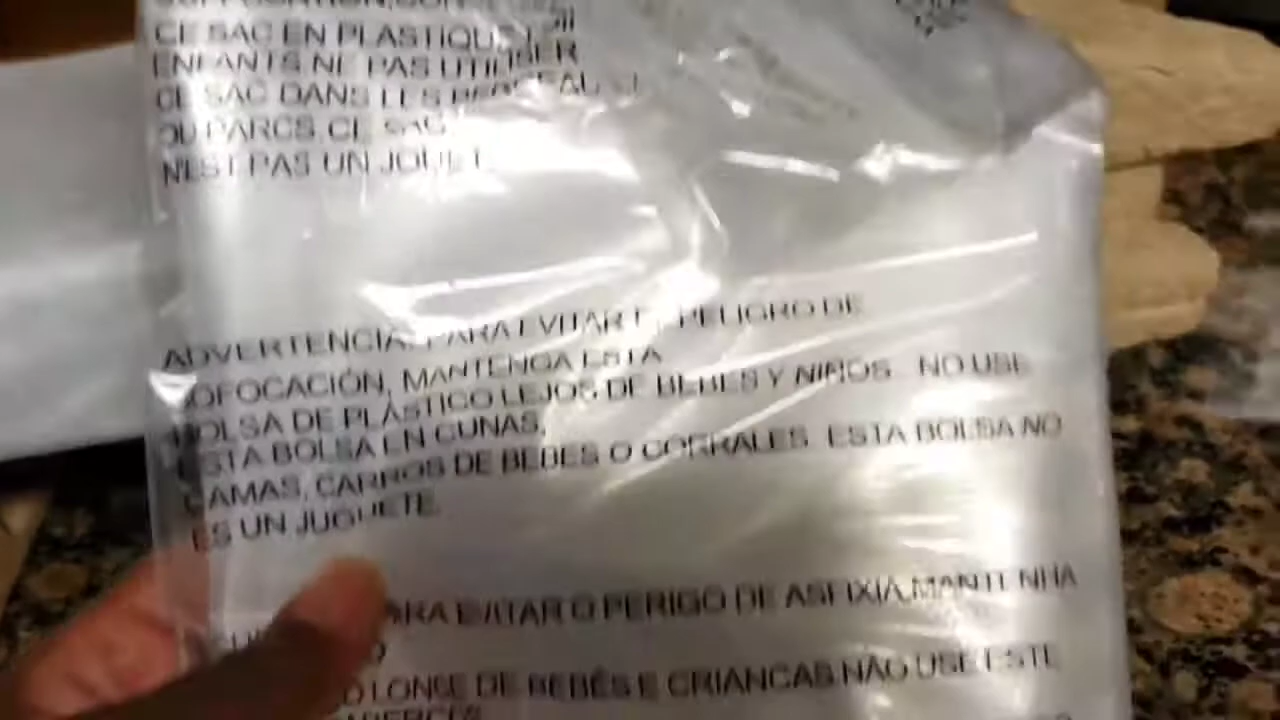 CE SAC EN PLASTIQUE
ENFANTS NE PAS UTILISER
CE SAC DANS LES
OU PARCS. CE SAC
N'EST PAS UN JOUET.
ADVERTENCIA: PARA EVITAR EL PELIGRO DE
SOFOCACIÓN, MANTENGA ESTA
BOLSA DE PLÁSTICO LEJOS DE BEBES Y NIÑOS. NO USE
ESTA BOLSA EN CUNAS,
CAMAS, CARROS DE BEBES O CORRALES. ESTA BOLSA NO
ES UN JUGUETE.
PARA EVITAR O PERIGO DE ASFIXIA,MANTENHA
LONGE DE BEBÉS E CRIANCAS NÃO USE ESTE